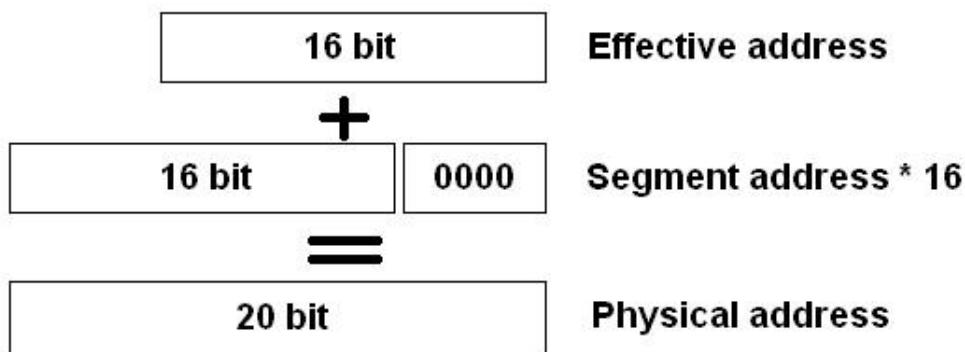 16 bit Effective address
+
16 bit 0000 Segment address * 16
=
20 bit Physical address